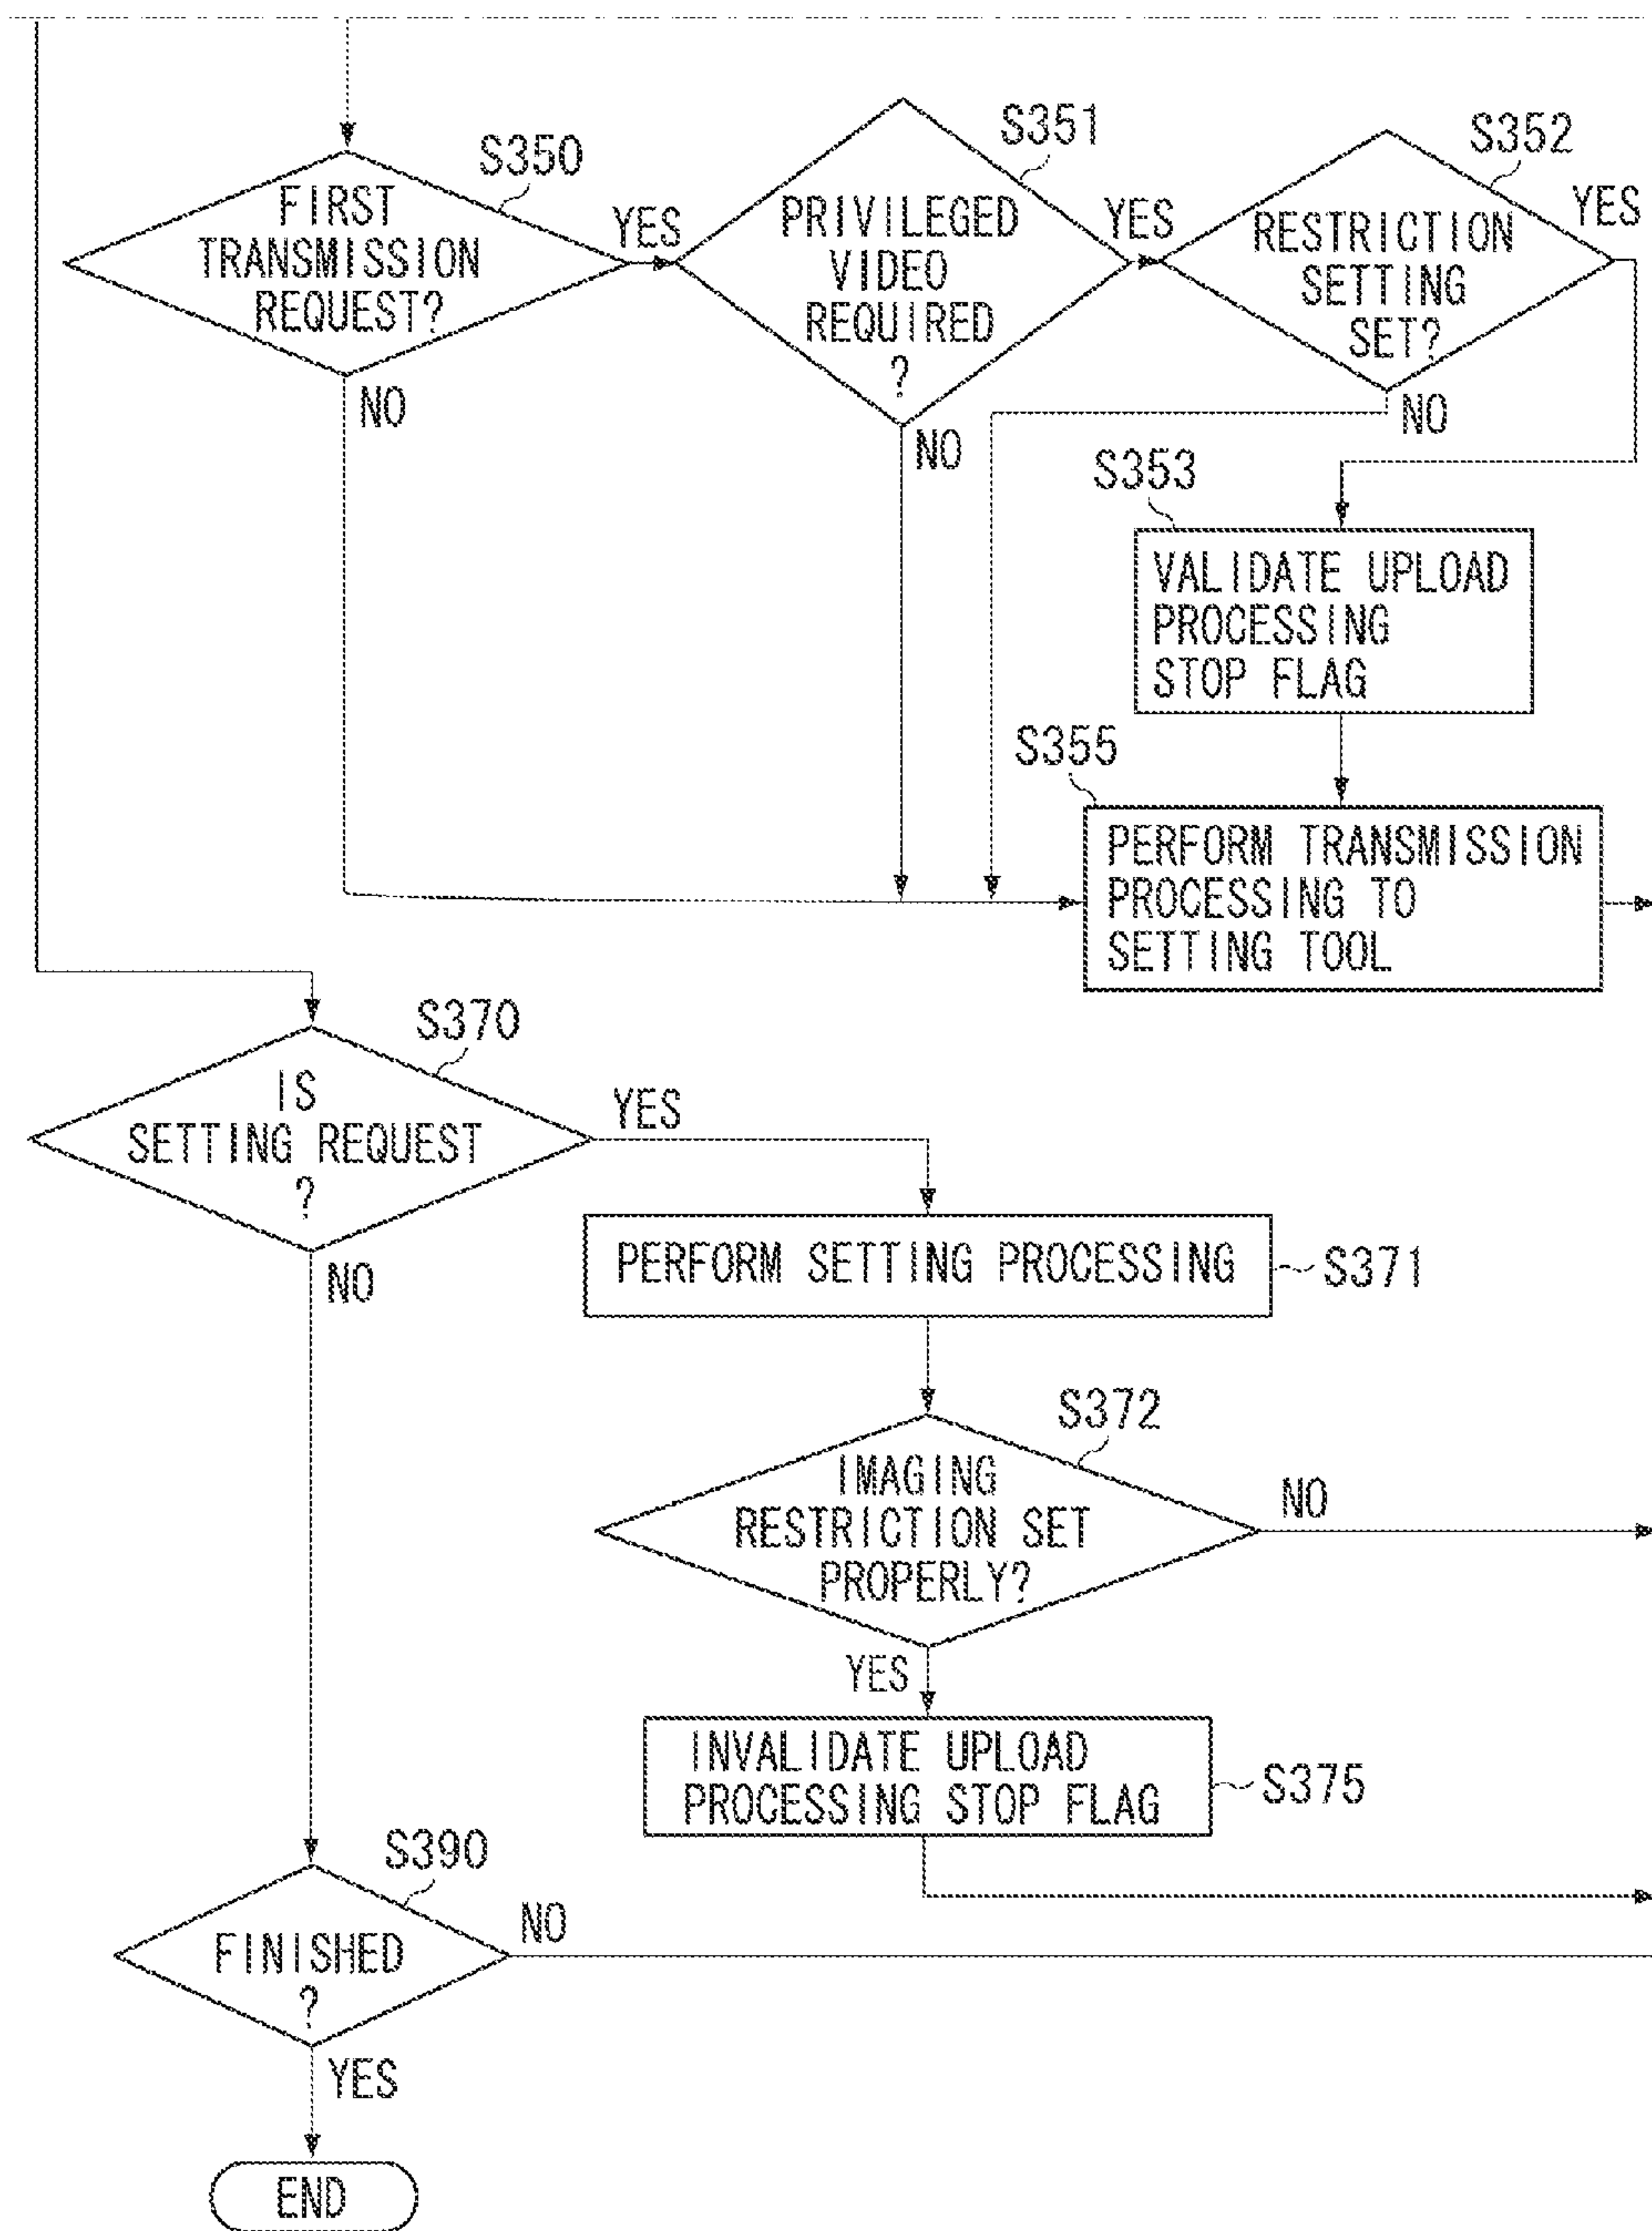 S350
FIRST
TRANSMISSION
REQUEST?
YES
NO
S351
PRIVILEGED
VIDEO
REQUIRED
?
YES
NO
S352
RESTRICTION
SETTING
SET?
YES
NO
S353
VALIDATE UPLOAD
PROCESSING
STOP FLAG
S355
PERFORM TRANSMISSION
PROCESSING TO
SETTING TOOL
S370
IS
SETTING REQUEST
?
YES
NO
PERFORM SETTING PROCESSING
S371
S372
IMAGING
RESTRICTION SET
PROPERLY?
NO
YES
INVALIDATE UPLOAD
PROCESSING STOP FLAG
S375
S390
FINISHED
?
NO
YES
END